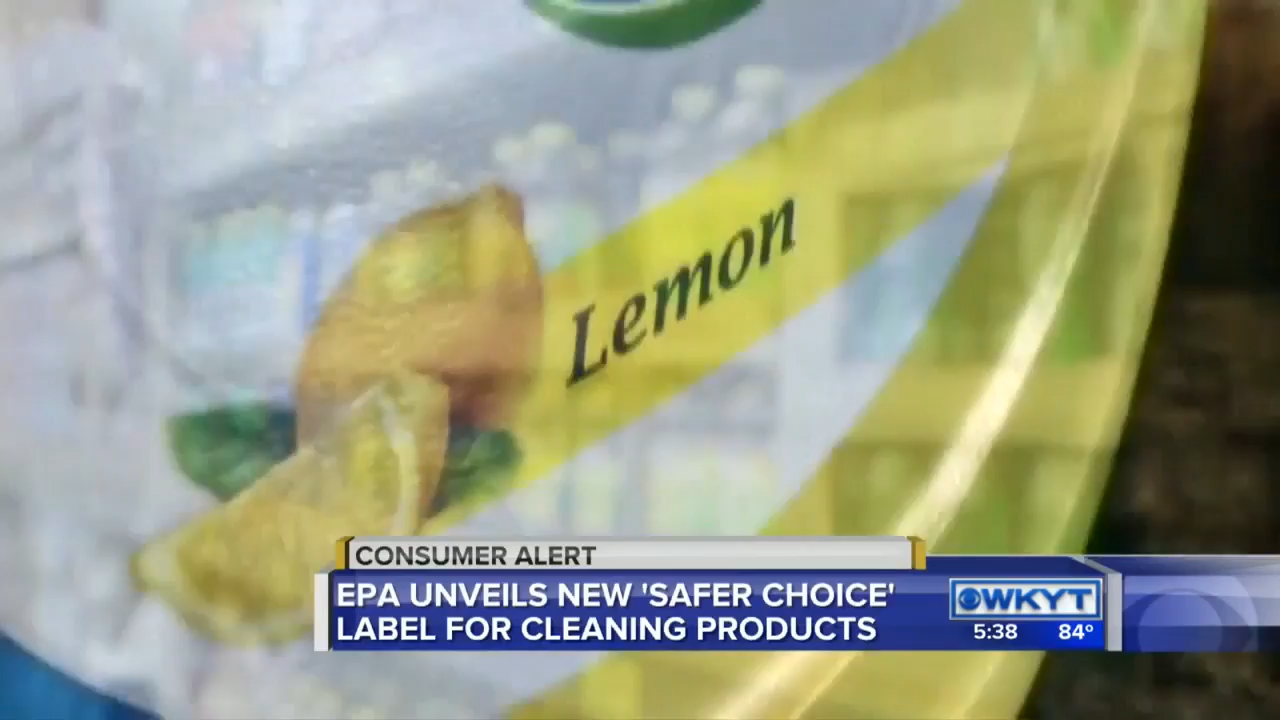 Lemon
CONSUMER ALERT
EPA UNVEILS NEW 'SAFER CHOICE'
LABEL FOR CLEANING PRODUCTS
WKYT
5:38 84°